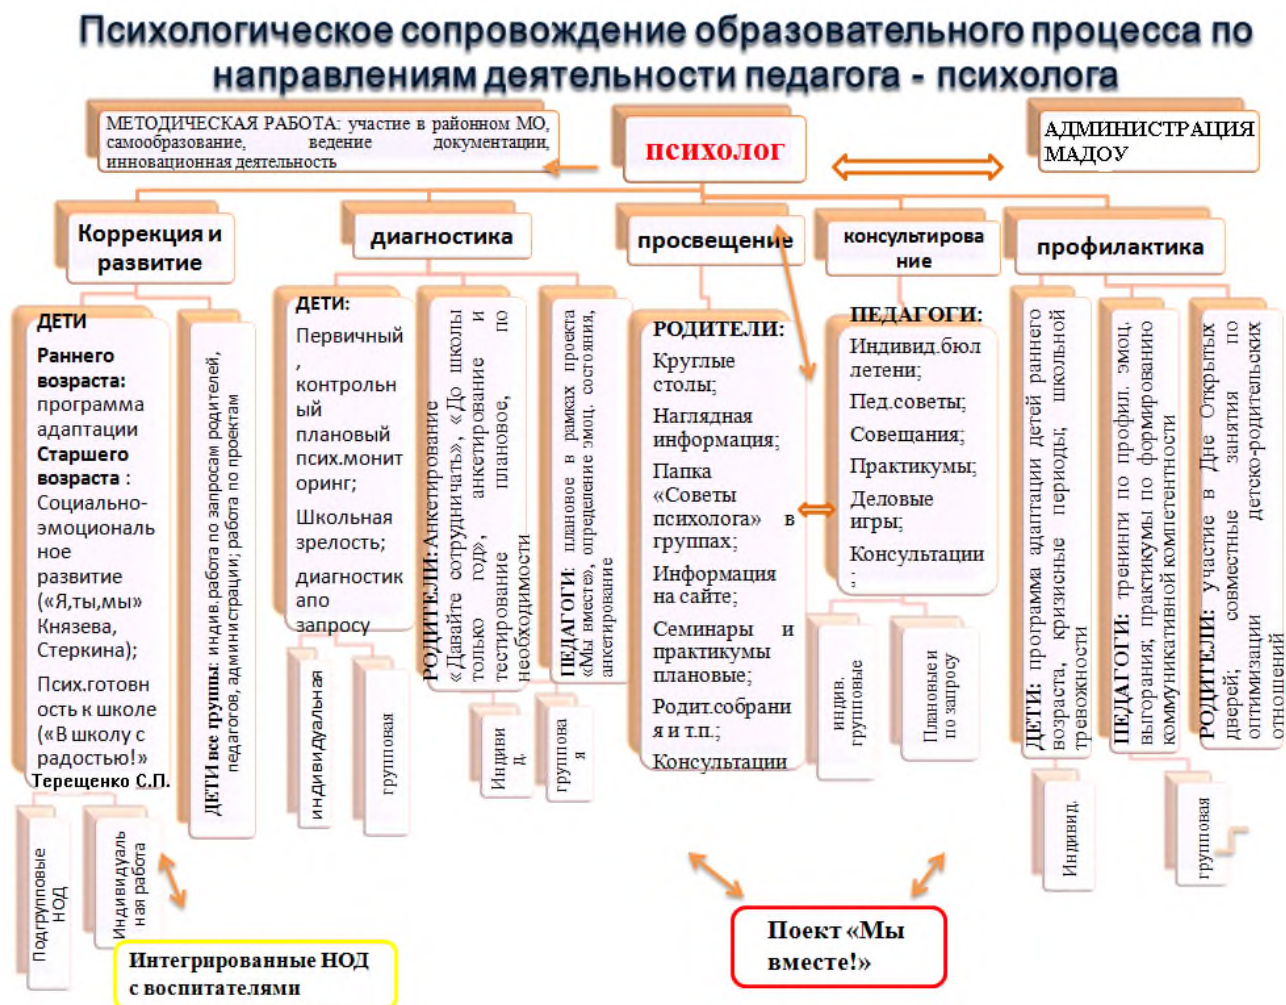 Психологическое сопровождение образовательного процесса по
направлениям деятельности педагога - психолога
МЕТОДИЧЕСКАЯ РАБОТА: участие в районном МО,
самообразование, ведение документации,
инновационная деятельность
психолог
АДМИНИСТРАЦИЯ
МАДОУ
Коррекция и
развитие
диагностика
просвещение
консультирова
ние
профилактика
ДЕТИ
Раннего
возраста:
программа
адаптации
Старшего
возраста :
Социально-
эмоциональ
ное
развитие
(«Я,ты,мы»
Князева,
Стеркина);
Псих.готовн
ость к школе
(«В школу с
радостью!»
Терещенко С.П.
ДЕТИ все группы: индив.работа по запросам родителей,
педагогов, администрации; работа по проектам
Подгрупповые
НОД
Индивидуаль
ная работа
Интегрированные НОД
с воспитателями
ДЕТИ:
Первичный
,
контрольн
ый
плановый
псих.монит
оринг;
Школьная
зрелость;
диагностик
апо
запросу
индивидуальная
групповая
РОДИТЕЛИ: Анкетирование
«Давайте сотрудничать», «До школы
только год», анкетирование и
тестирование плановое, по
необходимости
Индиви
д.
группова
я
ПЕДАГОГИ: плановое в рамках проекта
«Мы вместе», определение эмоц. состояния,
анкетирование
РОДИТЕЛИ:
Круглые
столы;
Наглядная
информация;
Папка
«Советы
психолога» в
группах;
Информация
на сайте;
Семинары и
практикумы
плановые;
Родит.собрани
я и т.п.;
Консультации
ПЕДАГОГИ:
Индивид.бюл
летени;
Пед.советы;
Совещания;
Практикумы;
Деловые
игры;
Консультации
;
индив.
групповые
Плановые и
по запросу
Поект «Мы
вместе!»
ДЕТИ: программа адаптации детей раннего
возраста, кризисные периоды; школьной
тревожности
ПЕДАГОГИ: тренинги по профил. эмоц.
выгорания; практикумы по формированию
коммуникативной компетентности
РОДИТЕЛИ: участие в Дне Открытых
дверей; совместные занятия по
оптимизации детско-родительских
отношений
Индивид.
групповая